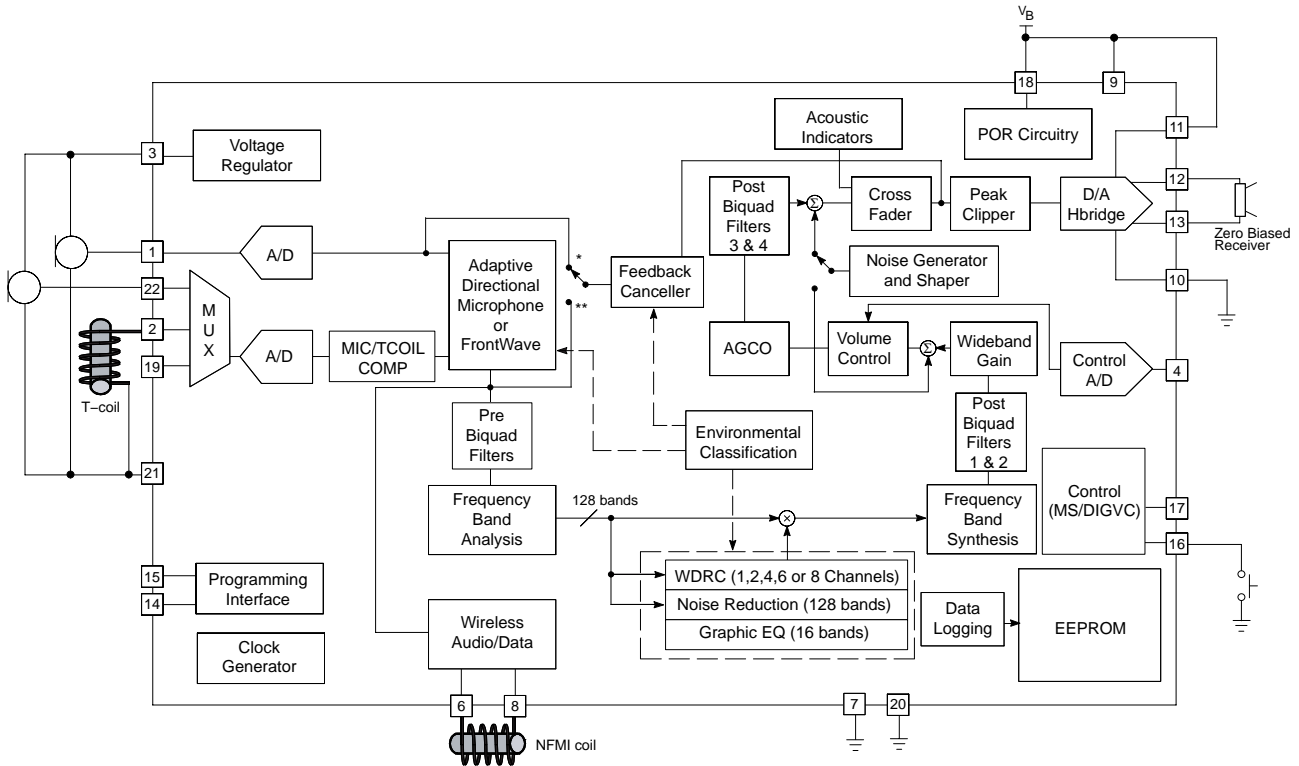 VB
18
9
Acoustic
Indicators
POR Circuitry
11
3
Voltage
Regulator
12
Post
Biquad
Filters
3 & 4
Σ
Cross
Fader
Peak
Clipper
D/A
Hbridge
13
Zero Biased
Receiver
1
A/D
Adaptive
Directional
Microphone
or
FrontWave
*
**
Feedback
Canceller
Noise Generator
and Shaper
10
22
MUX
2
19
T−coil
A/D
MIC/TCOIL
COMP
AGCO
Volume
Control
Σ
Wideband
Gain
Control
A/D
4
Pre
Biquad
Filters
Environmental
Classification
Post
Biquad
Filters
1 & 2
21
Frequency
Band
Analysis
128 bands
×
Frequency
Band
Synthesis
Control
(MS/DIGVC)
17
16
15
14
Programming
Interface
WDRC (1,2,4,6 or 8 Channels)
Noise Reduction (128 bands)
Graphic EQ (16 bands)
Data
Logging
EEPROM
Clock
Generator
Wireless
Audio/Data
6
8
7
20
NFMI coil